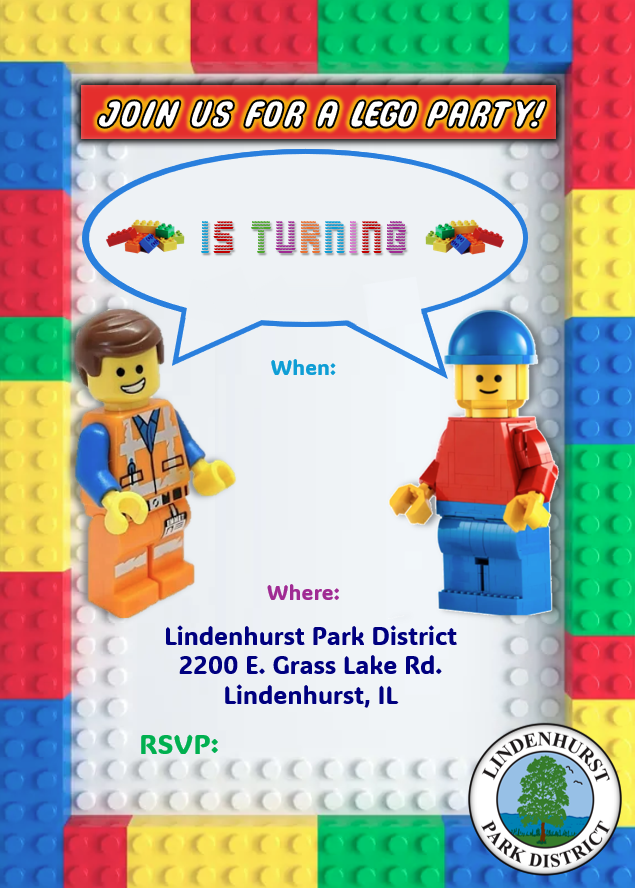 JOIN US FOR A LEGO PARTY!
IS TURNING
When:
Where:
Lindenhurst Park District
2200 E. Grass Lake Rd.
Lindenhurst, IL
RSVP:
LINDENHURST
PARK DISTRICT